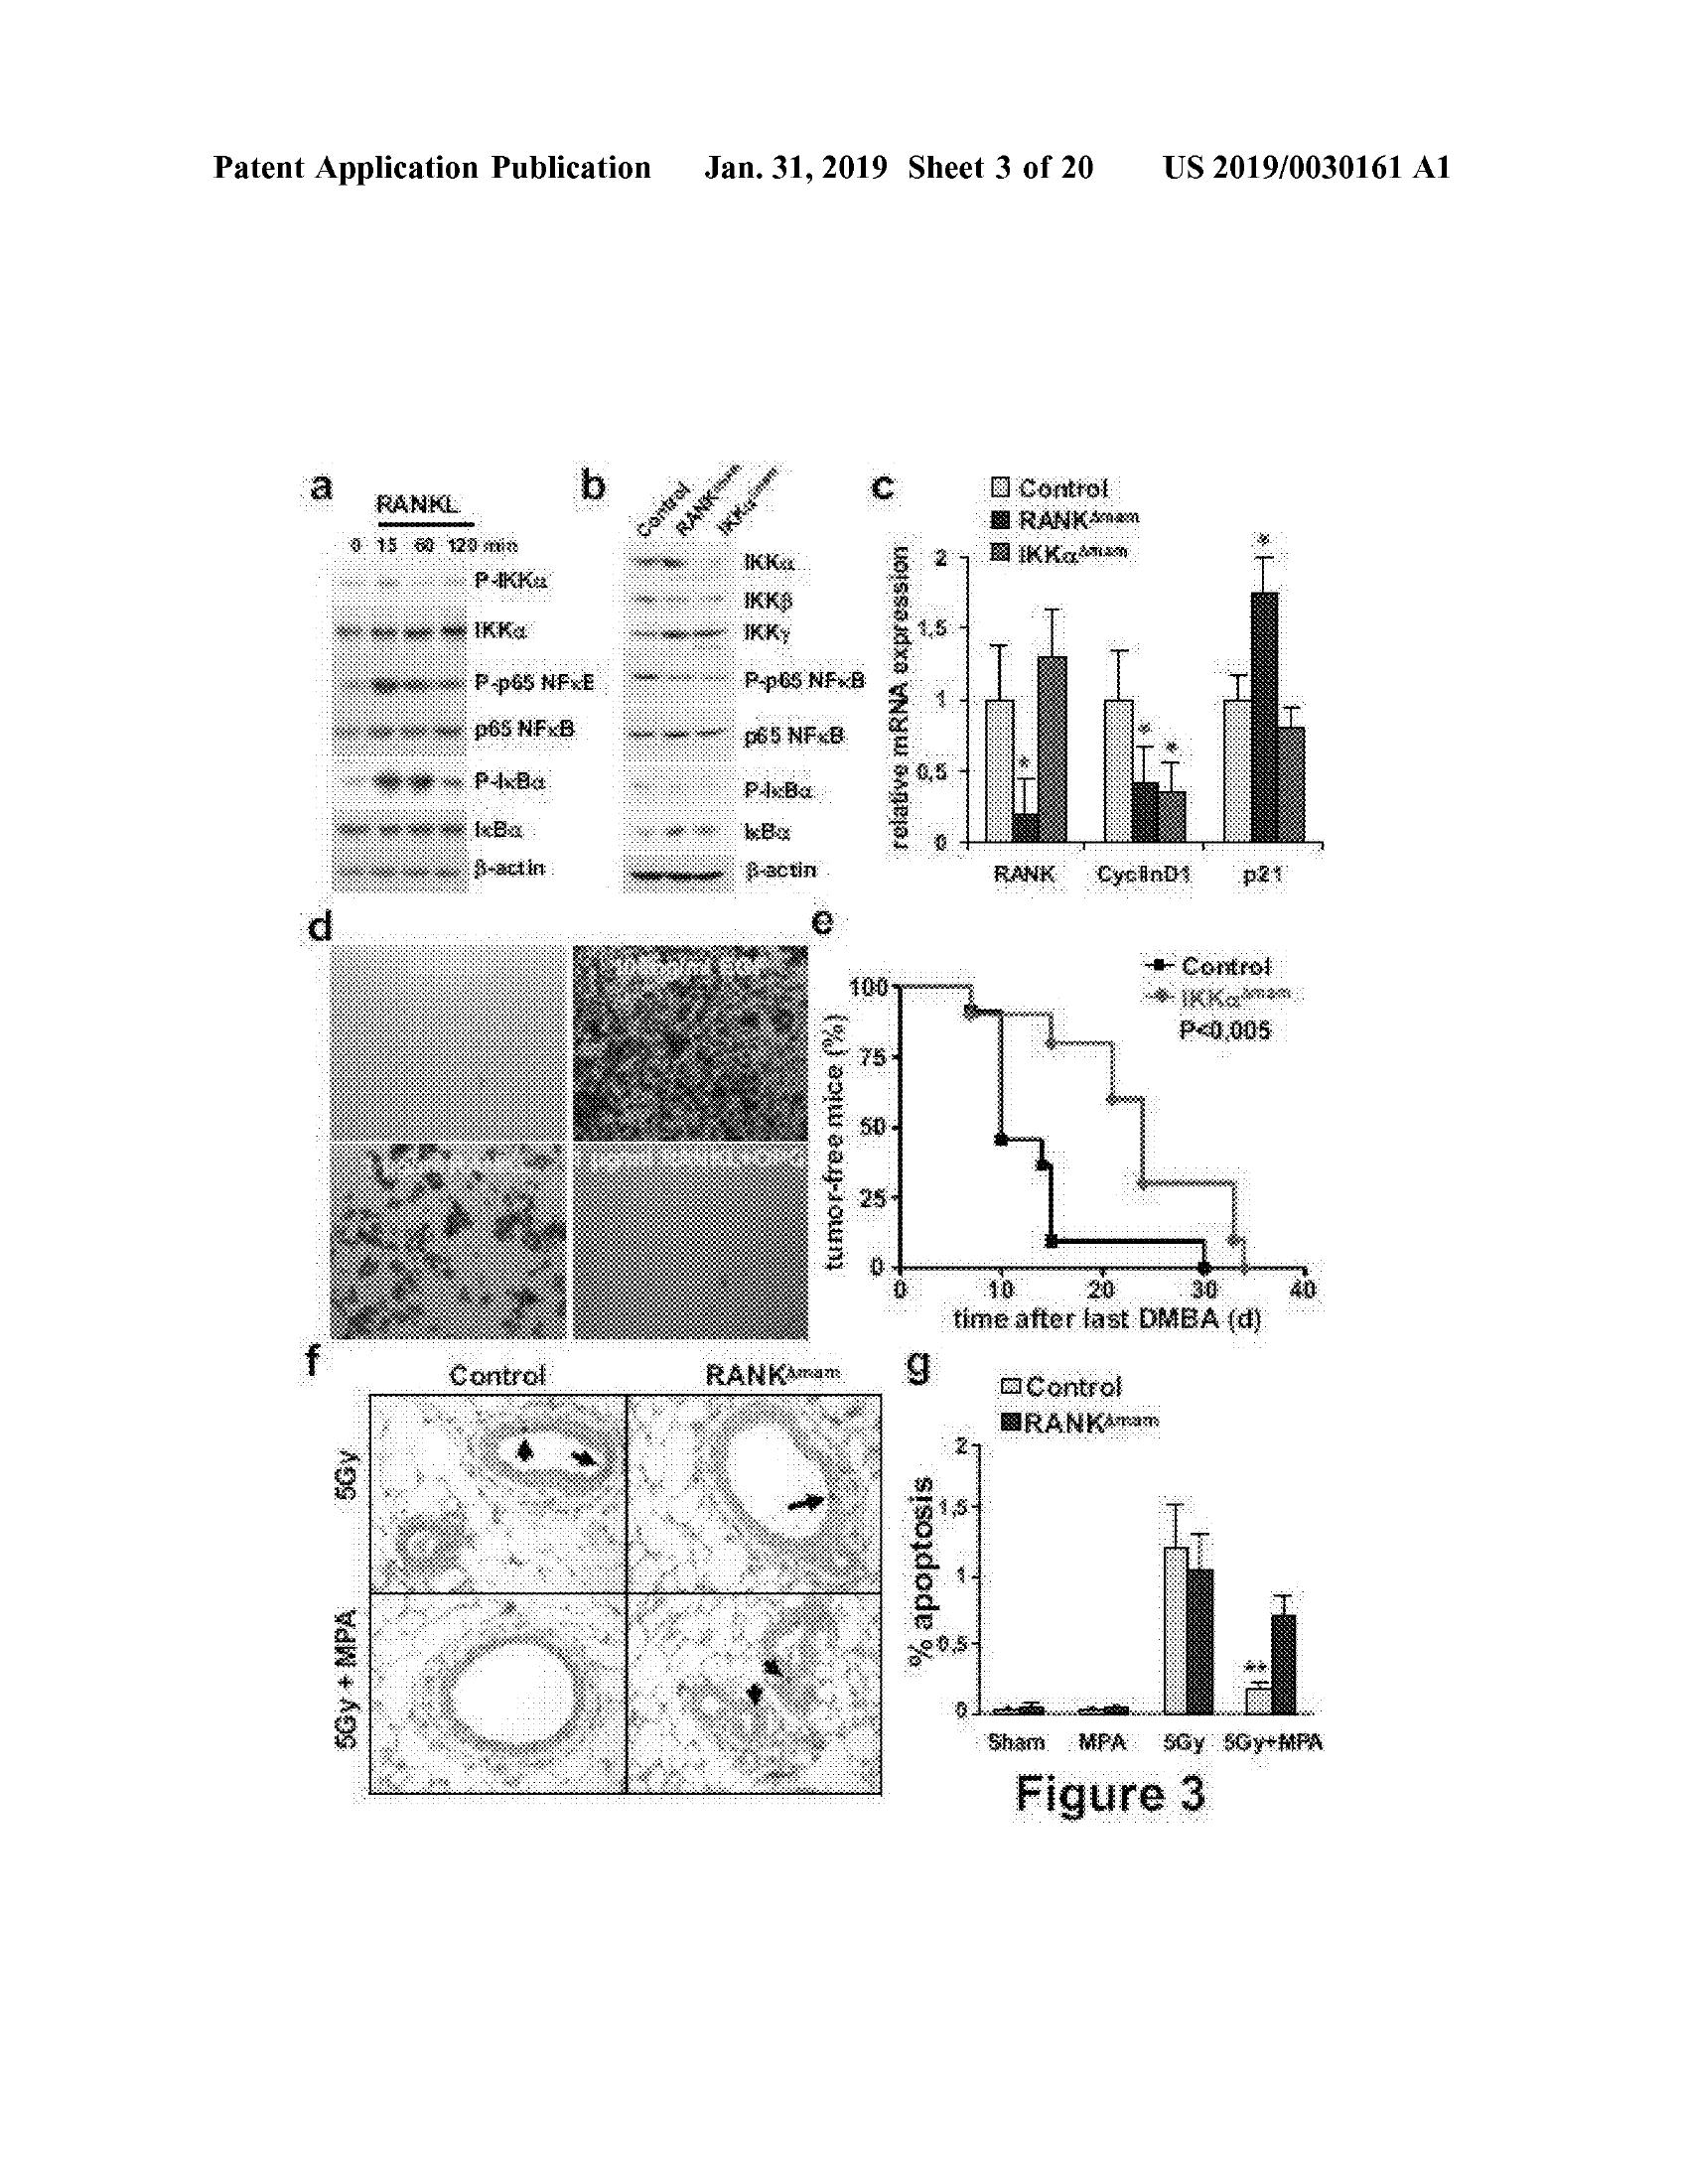 Patent Application Publication Jan. 31, 2019 Sheet 3 of 20 US 2019/0030161 A1
a
RANKL
0 15 60 120 min
P-IKKα
IKKα
P-p65 NFκB
p65 NFκB
P-IκBα
IκBα
β-actin
b
Control RANKΔmam IKKαΔmam
IKKα
IKKβ
IKKγ
P-p65 NFκB
p65 NFκB
P-IκBα
IκBα
β-actin
c
Control
RANKΔmam
IKKαΔmam
relative mRNA expression
2
1,5
1
0,5
0
* * * *
RANK CyclinD1 p21
d
e
Control
IKKαΔmam
P<0,005
tumor-free mice (%)
100
75
50
25
0
0 10 20 30 40
time after last DMBA (d)
f
Control RANKΔmam
5Gy
5Gy + MPA
g
Control
RANKΔmam
% apoptosis
2
1,5
1
0,5
0
**
Sham MPA 5Gy 5Gy+MPA
Figure 3